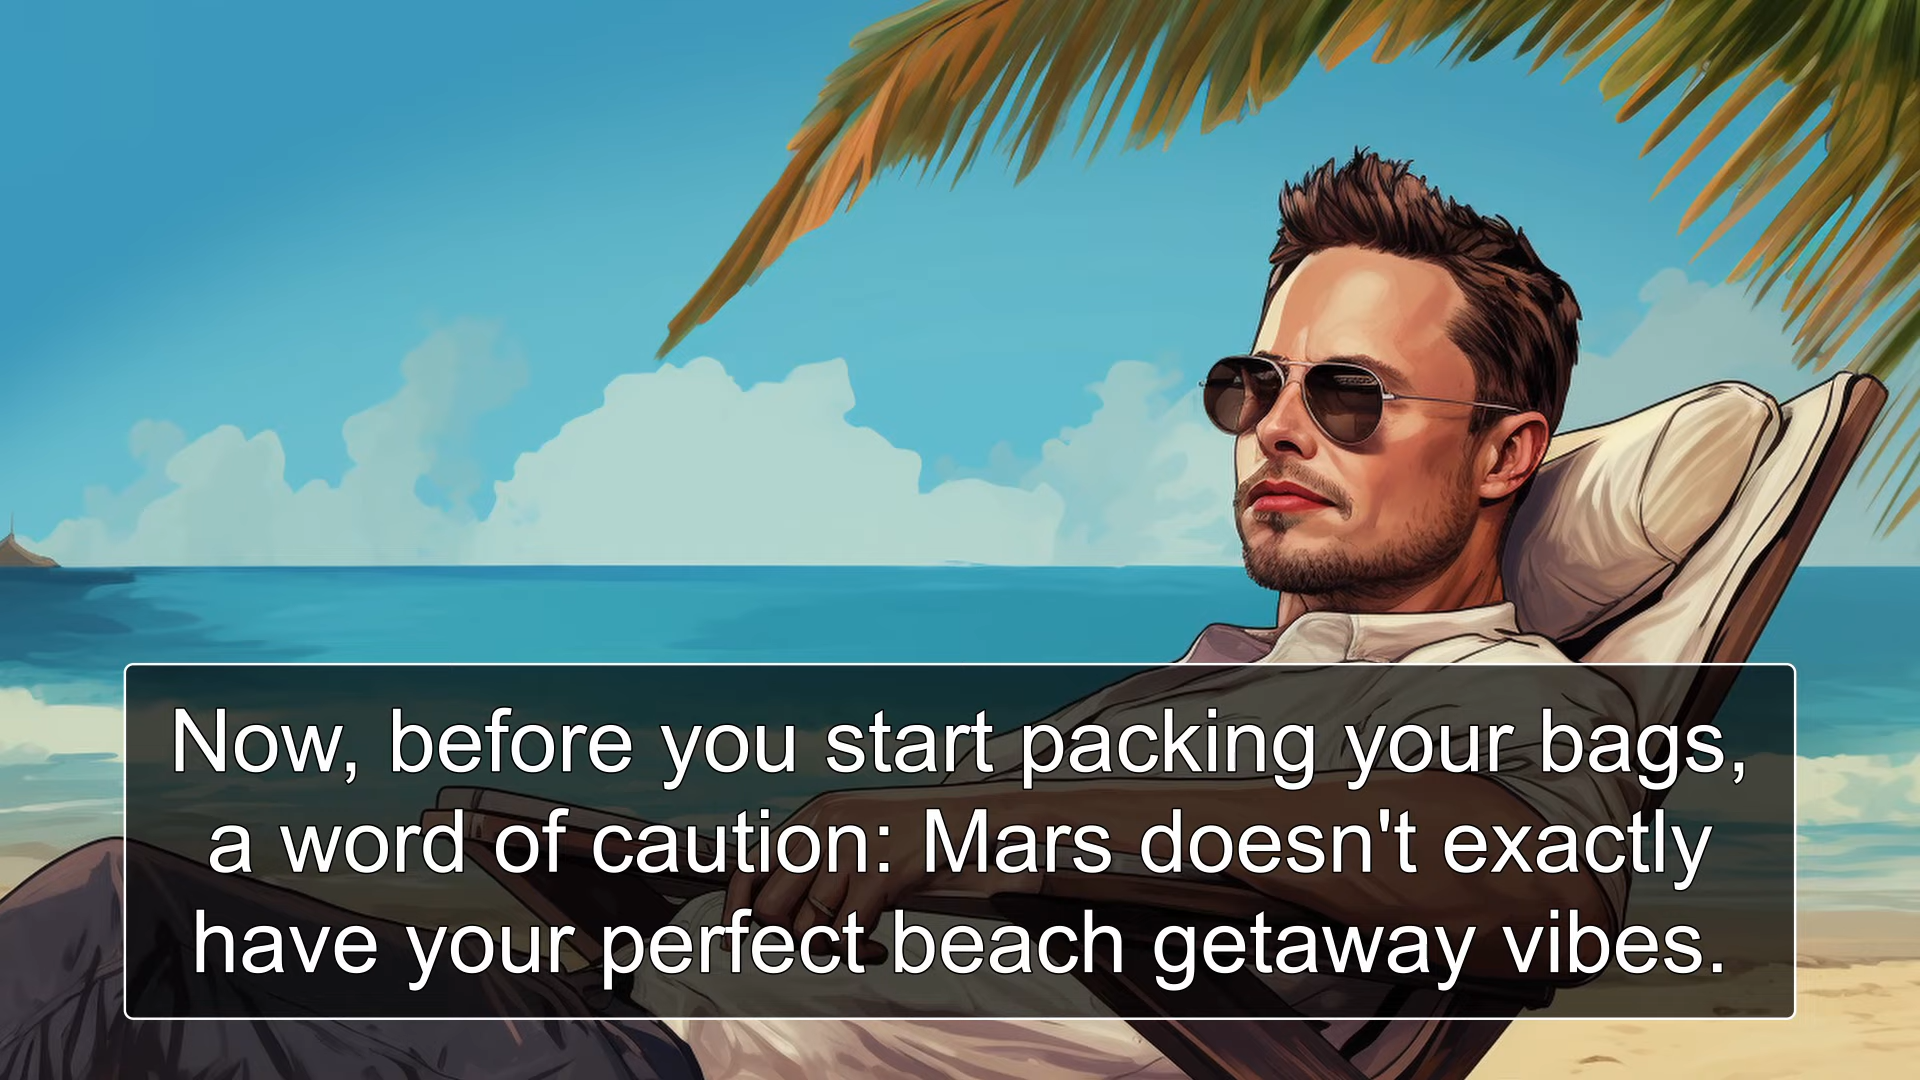 Now, before you start packing your bags,
a word of caution: Mars doesn't exactly
have your perfect beach getaway vibes.